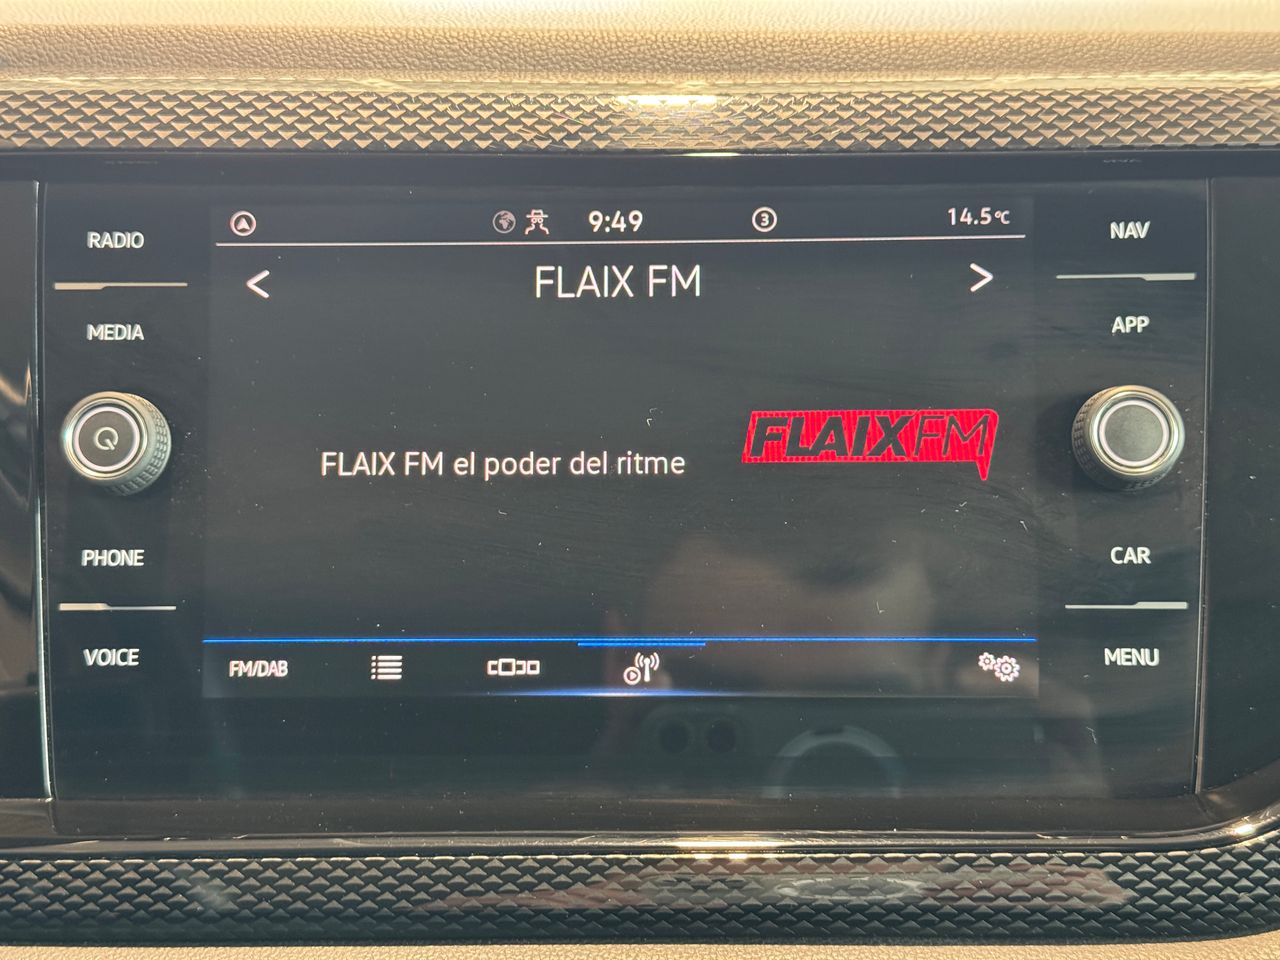 RADIO
MEDIA
PHONE
VOICE
9:49
3
14.5°C
FLAIX FM
FLAIX FM el poder del ritme
FLAIXFM
FM/DAB
NAV
APP
CAR
MENU